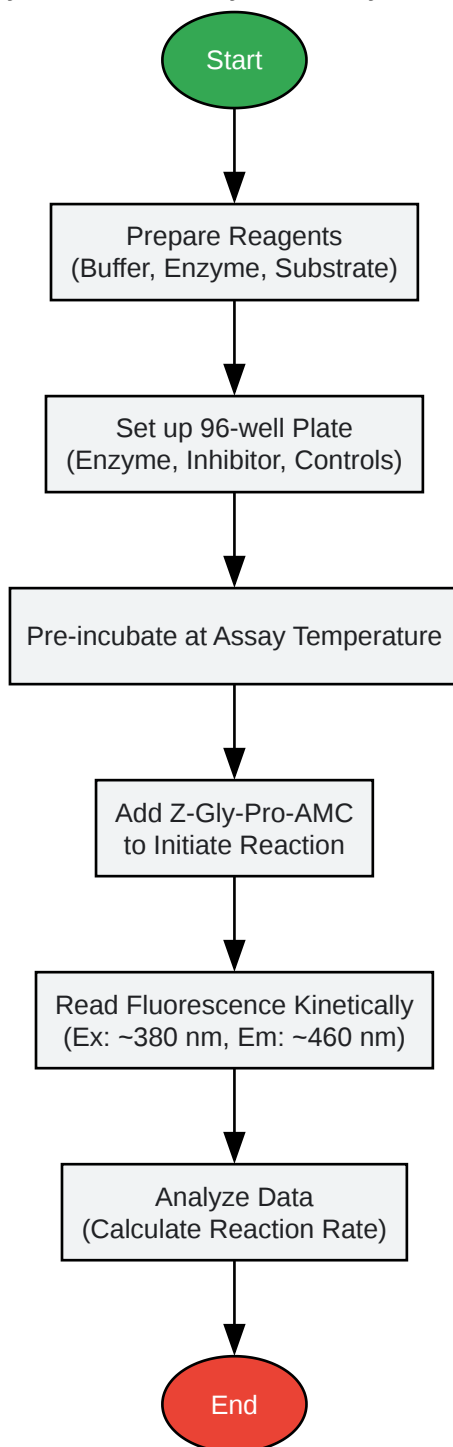 Start
Prepare Reagents
(Buffer, Enzyme, Substrate)
Set up 96-well Plate
(Enzyme, Inhibitor, Controls)
Pre-incubate at Assay Temperature
Add Z-Gly-Pro-AMC
to Initiate Reaction
Read Fluorescence Kinetically
(Ex: ~380 nm, Em: ~460 nm)
Analyze Data
(Calculate Reaction Rate)
End